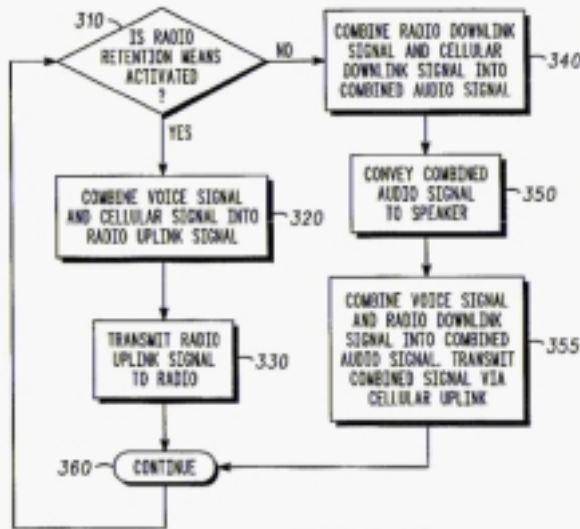 310
IS RADIO
RETENTION MEANS
ACTIVATED
?
NO
YES
COMBINE RADIO DOWNLINK
SIGNAL AND CELLULAR
DOWNLINK SIGNAL INTO
COMBINED AUDIO SIGNAL
340
COMBINE VOICE SIGNAL
AND CELLULAR SIGNAL INTO
RADIO UPLINK SIGNAL
320
CONVEY COMBINED
AUDIO SIGNAL
TO SPEAKER
350
TRANSMIT RADIO
UPLINK SIGNAL
TO RADIO
330
COMBINE VOICE SIGNAL
AND RADIO DOWNLINK
SIGNAL INTO COMBINED
AUDIO SIGNAL. TRANSMIT
COMBINED SIGNAL VIA
CELLULAR UPLINK
355
360
CONTINUE